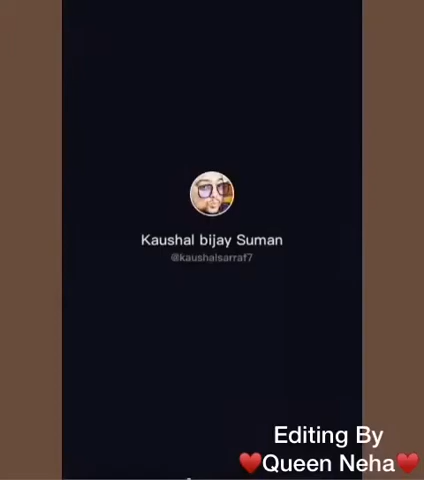 Kaushal bijay Suman
@kaushalsarraf7
Editing By
♥️Queen Neha♥️